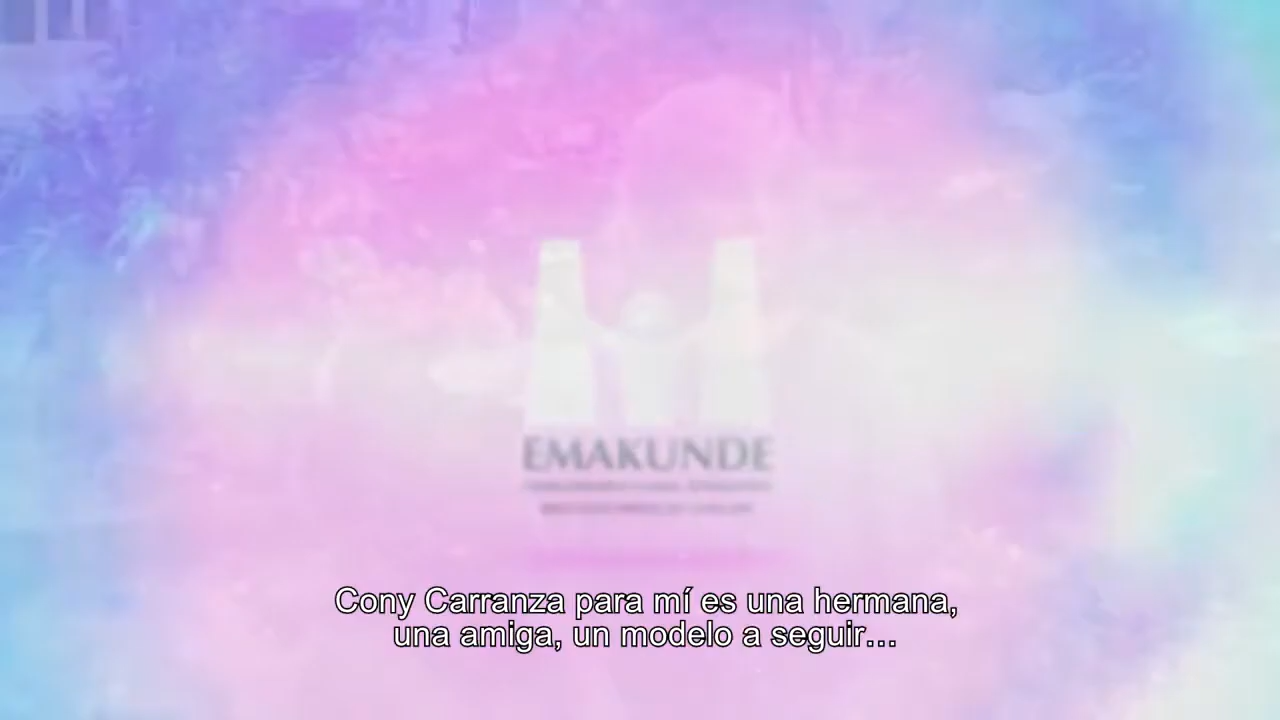 EMAKUNDE
Cony Carranza para mí es una hermana,
una amiga, un modelo a seguir...